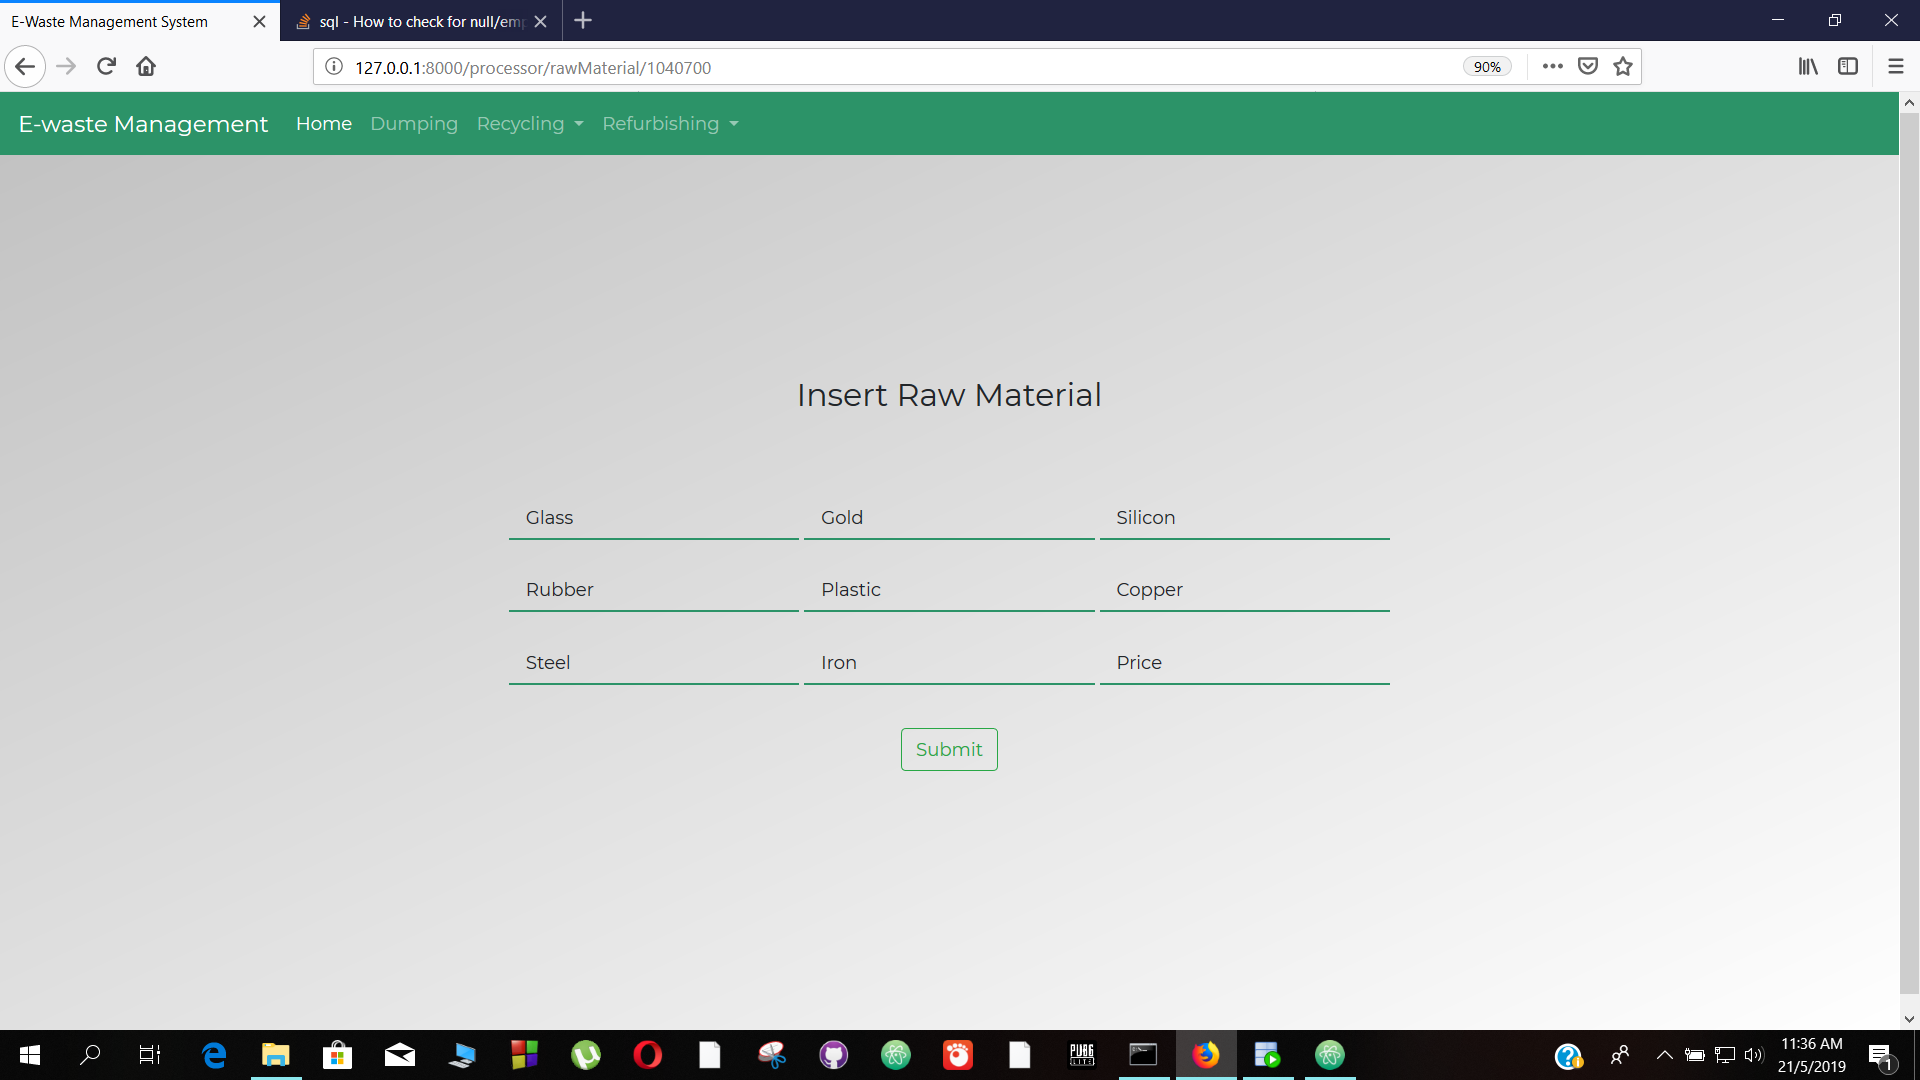 E-Waste Management System
sql - How to check for null/emp
127.0.0.1:8000/processor/rawMaterial/1040700
90%
E-waste Management Home Dumping Recycling Refurbishing
Insert Raw Material
Glass Gold Silicon
Rubber Plastic Copper
Steel Iron Price
Submit
PUBG
LITE
11:36 AM
21/5/2019
1